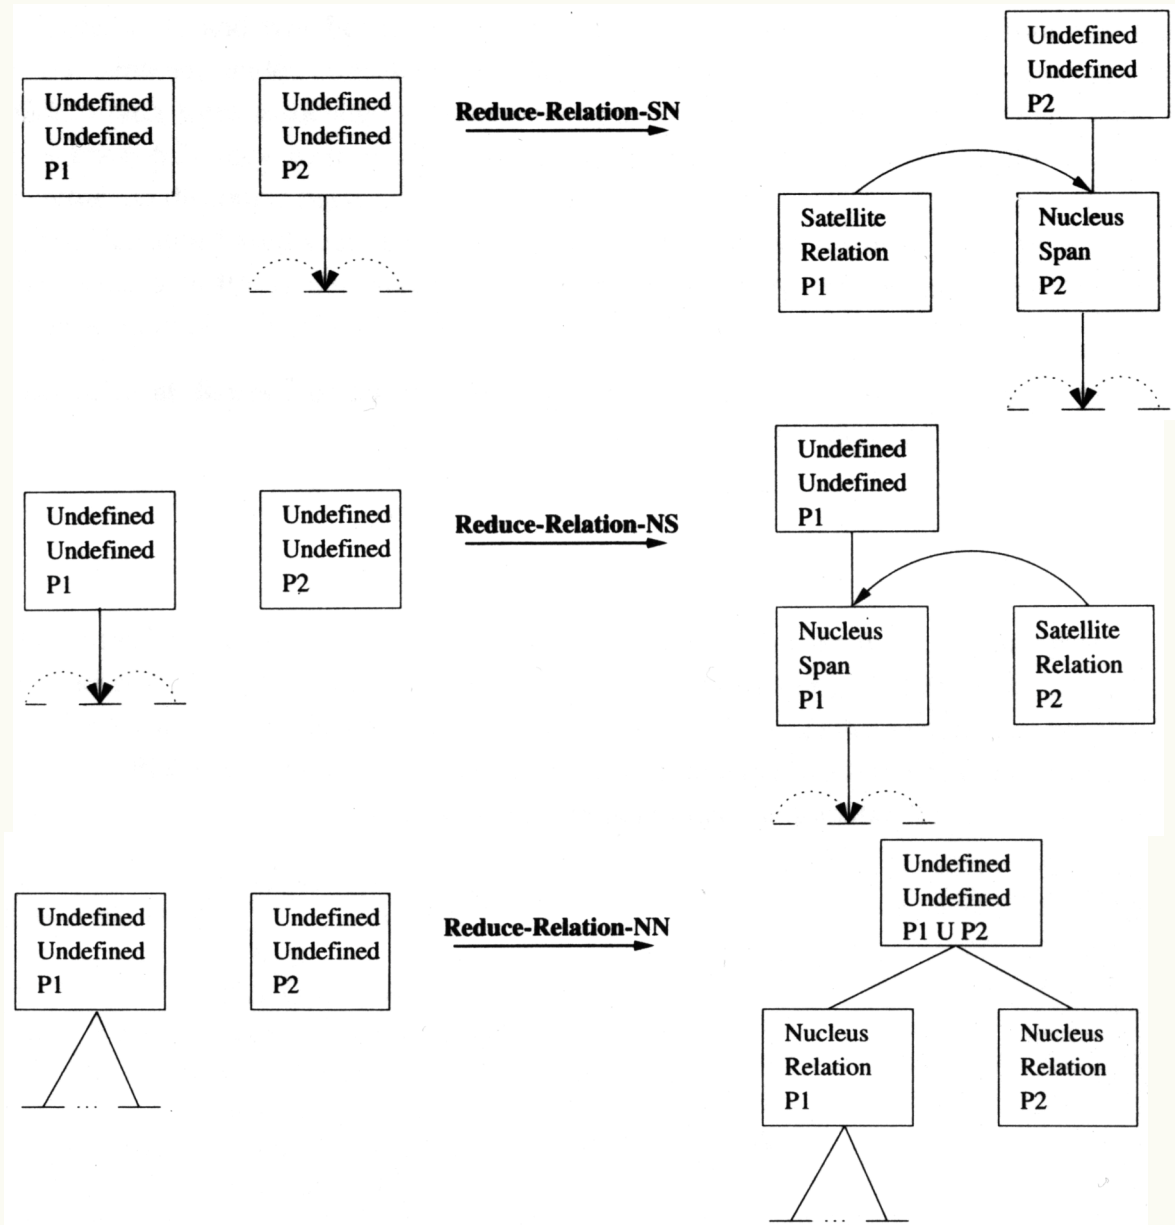 Undefined
Undefined
P1
Undefined
Undefined
P2
Reduce-Relation-SN
Undefined
Undefined
P2
Satellite
Relation
P1
Nucleus
Span
P2
Undefined
Undefined
P1
Undefined
Undefined
P2
Reduce-Relation-NS
Undefined
Undefined
P1
Nucleus
Span
P1
Satellite
Relation
P2
Undefined
Undefined
P1
...
Undefined
Undefined
P2
Reduce-Relation-NN
Undefined
Undefined
P1 U P2
Nucleus
Relation
P1
...
Nucleus
Relation
P2